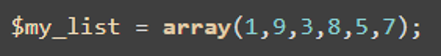 $my_list = array(1,9,3,8,5,7);